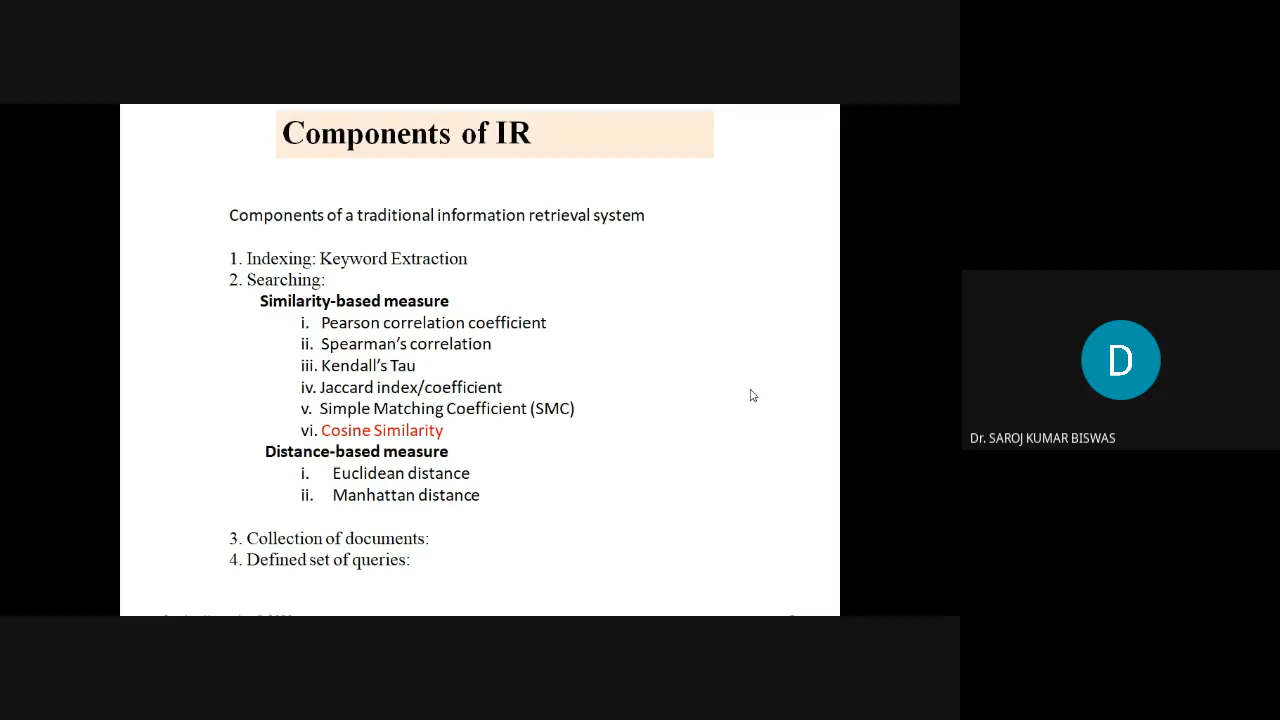 Components of IR
Components of a traditional information retrieval system
1. Indexing: Keyword Extraction
2. Searching:
Similarity-based measure
i. Pearson correlation coefficient
ii. Spearman’s correlation
iii. Kendall’s Tau
iv. Jaccard index/coefficient
v. Simple Matching Coefficient (SMC)
vi. Cosine Similarity
Distance-based measure
i. Euclidean distance
ii. Manhattan distance
3. Collection of documents:
4. Defined set of queries:
D
Dr. SAROJ KUMAR BISWAS